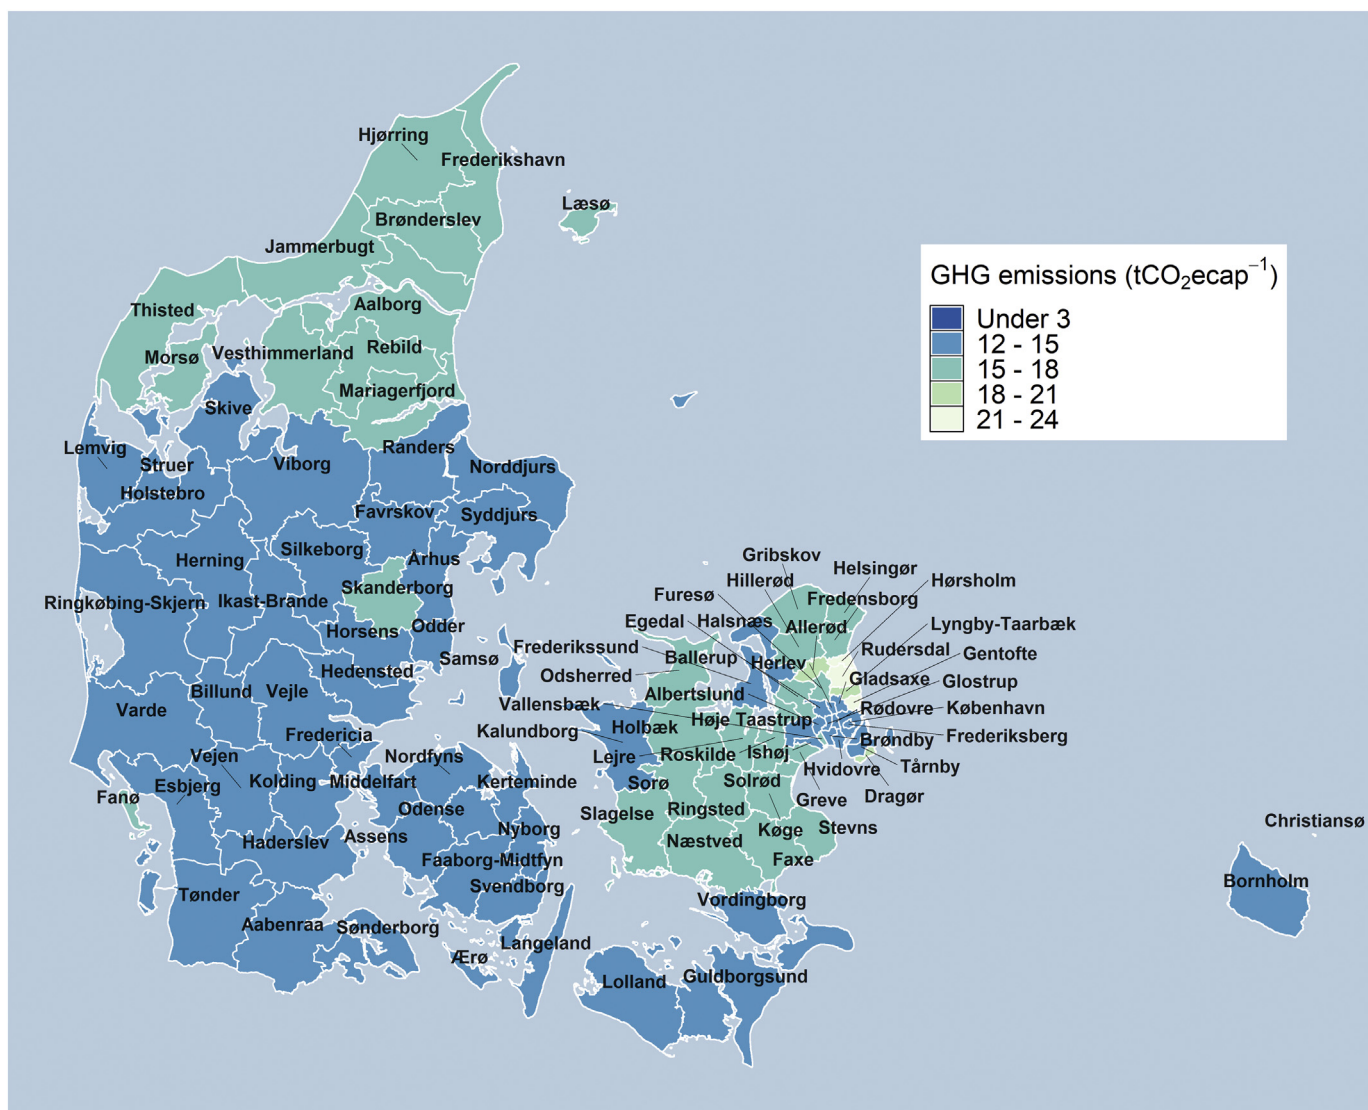 Hjørring
Frederikshavn
Læsø
Brønderslev
Jammerbugt
GHG emissions (tCO₂ecap⁻¹)
Under 3
12 - 15
15 - 18
18 - 21
21 - 24
Aalborg
Thisted
Rebild
Morsø
Vesthimmerland
Mariagerfjord
Skive
Lemvig
Randers
Struer
Viborg
Norddjurs
Holstebro
Favrskov
Syddjurs
Silkeborg
Herning
Århus
Skanderborg
Ringkøbing-Skjern
Ikast-Brande
Horsens
Odder
Samsø
Hedensted
Billund
Vejle
Varde
Fredericia
Vejen
Nordfyns
Esbjerg
Kolding
Middelfart
Kerteminde
Fanø
Odense
Nyborg
Assens
Haderslev
Faaborg-Midtfyn
Svendborg
Tønder
Aabenraa
Sønderborg
Langeland
Ærø
Gribskov
Helsingør
Hillerød
Hørsholm
Furesø
Fredensborg
Egedal
Halsnæs
Allerød
Lyngby-Taarbæk
Frederikssund
Rudersdal
Ballerup
Herlev
Gentofte
Odsherred
Gladsaxe
Glostrup
Albertslund
Vallensbæk
Rødovre
København
Høje Taastrup
Holbæk
Kalundborg
Frederiksberg
Brøndby
Lejre
Roskilde
Ishøj
Tårnby
Hvidovre
Sorø
Solrød
Greve
Dragør
Slagelse
Ringsted
Køge
Stevns
Næstved
Faxe
Christiansø
Bornholm
Vordingborg
Lolland
Guldborgsund